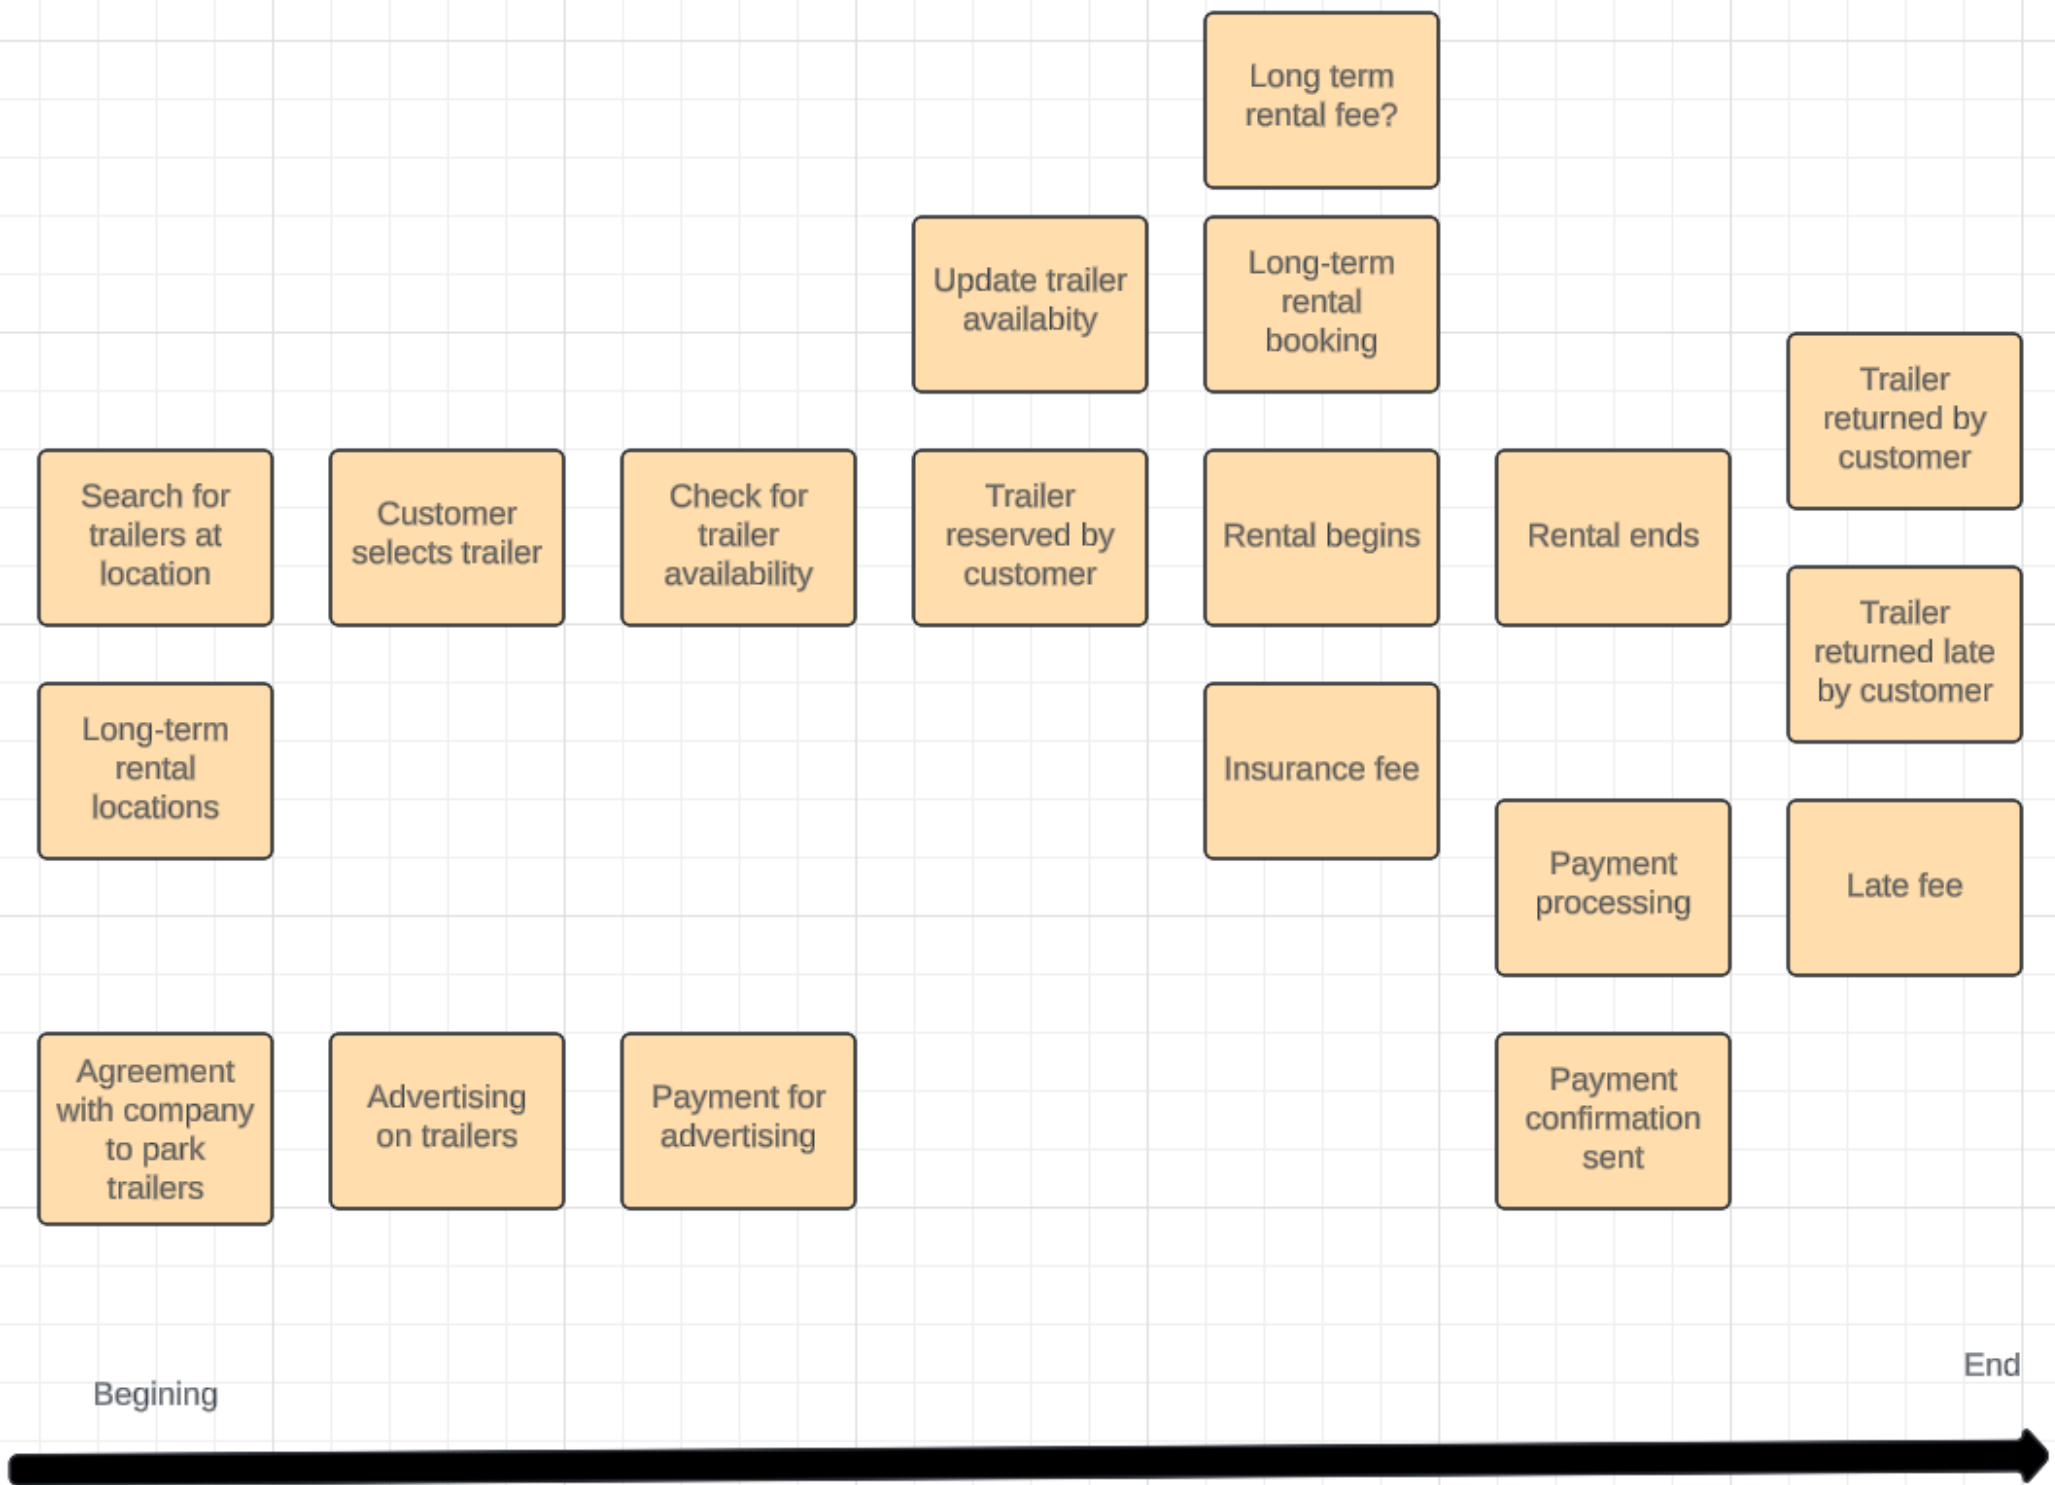 Long term
rental fee?
Update trailer
availabity
Long-term
rental
booking
Trailer
returned by
customer
Search for
trailers at
location
Customer
selects trailer
Check for
trailer
availability
Trailer
reserved by
customer
Rental begins
Rental ends
Trailer
returned late
by customer
Long-term
rental
locations
Insurance fee
Payment
processing
Late fee
Agreement
with company
to park
trailers
Advertising
on trailers
Payment for
advertising
Payment
confirmation
sent
Begining
End